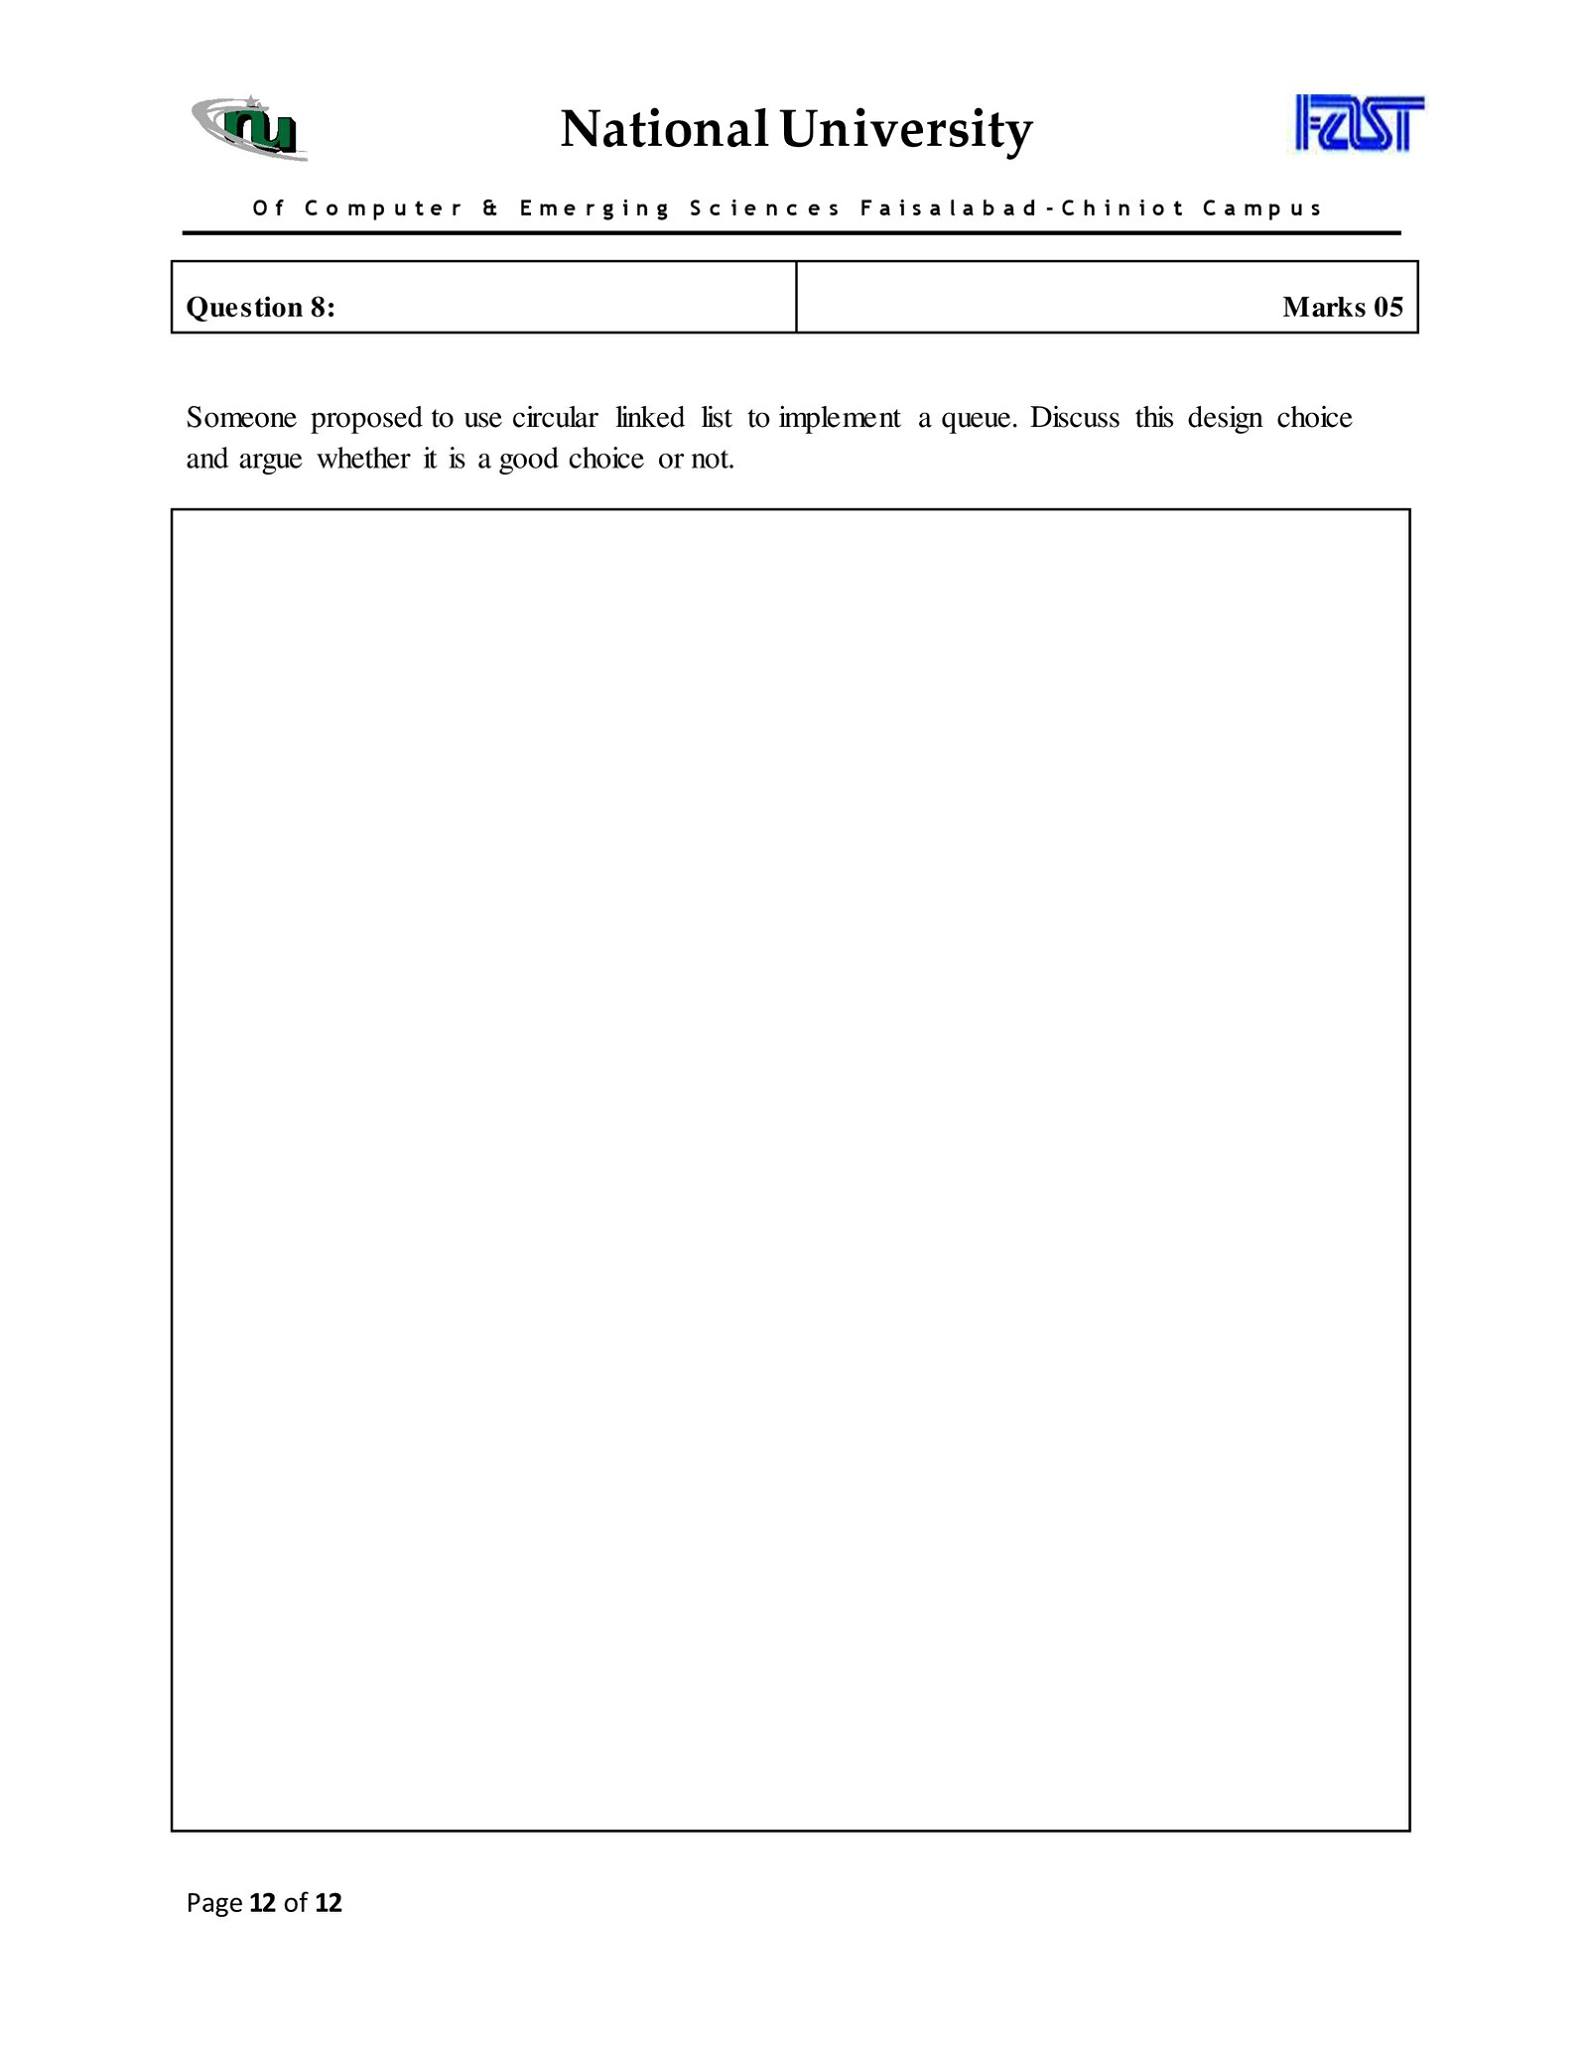 nu
National University
FAST
Of Computer & Emerging Sciences Faisalabad-Chiniot Campus
Question 8:
Marks 05
Someone proposed to use circular linked list to implement a queue. Discuss this design choice
and argue whether it is a good choice or not.
Page 12 of 12